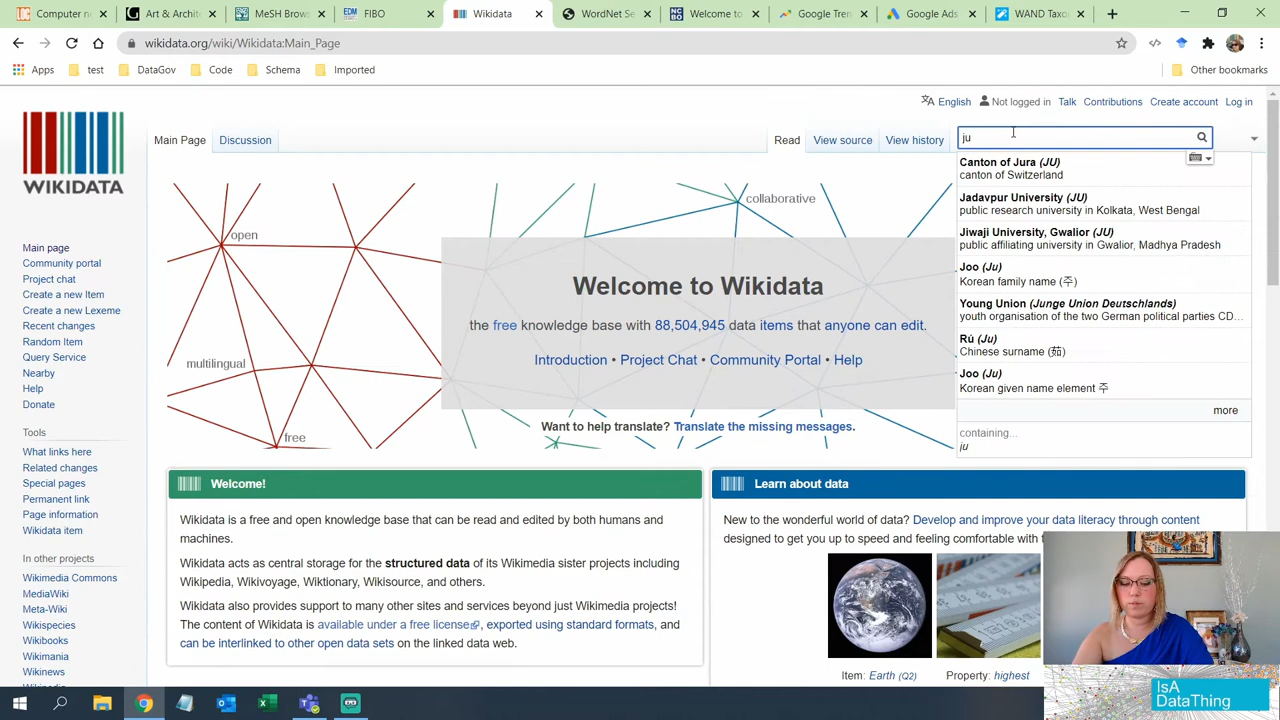 Computer ne
Art & Archite
MeSH Brows
EDM
FIBO
Wikidata
WordNet Se
Welcome to
Google Tren
Google Ads
WAND Taxo
wikidata.org/wiki/Wikidata:Main_Page
Apps
test
DataGov
Code
Schema
Imported
Other bookmarks
English
Not logged in
Talk
Contributions
Create account
Log in
WIKIDATA
Main Page
Discussion
Read
View source
View history
ju
Canton of Jura (JU)
canton of Switzerland
Jadavpur University (JU)
public research university in Kolkata, West Bengal
Jiwaji University, Gwalior (JU)
public affiliating university in Gwalior, Madhya Pradesh
Joo (Ju)
Korean family name (주)
Young Union (Junge Union Deutschlands)
youth organisation of the two German political parties CD...
Rú (Ju)
Chinese surname (茹)
Joo (Ju)
Korean given name element 주
more
containing...
ju
Main page
Community portal
Project chat
Create a new Item
Create a new Lexeme
Recent changes
Random Item
Query Service
Nearby
Help
Donate
Tools
What links here
Related changes
Special pages
Permanent link
Page information
Wikidata item
In other projects
Wikimedia Commons
MediaWiki
Meta-Wiki
Wikispecies
Wikibooks
Wikimania
Wikinews
open
collaborative
multilingual
free
Welcome to Wikidata
the free knowledge base with 88,504,945 data items that anyone can edit.
Introduction • Project Chat • Community Portal • Help
Want to help translate? Translate the missing messages.
Welcome!
Wikidata is a free and open knowledge base that can be read and edited by both humans and
machines.
Wikidata acts as central storage for the structured data of its Wikimedia sister projects including
Wikipedia, Wikivoyage, Wiktionary, Wikisource, and others.
Wikidata also provides support to many other sites and services beyond just Wikimedia projects!
The content of Wikidata is available under a free license, exported using standard formats, and
can be interlinked to other open data sets on the linked data web.
Learn about data
New to the wonderful world of data? Develop and improve your data literacy through content
designed to get you up to speed and feeling comfortable with
Item: Earth (Q2)
Property: highest
IsA
DataThing